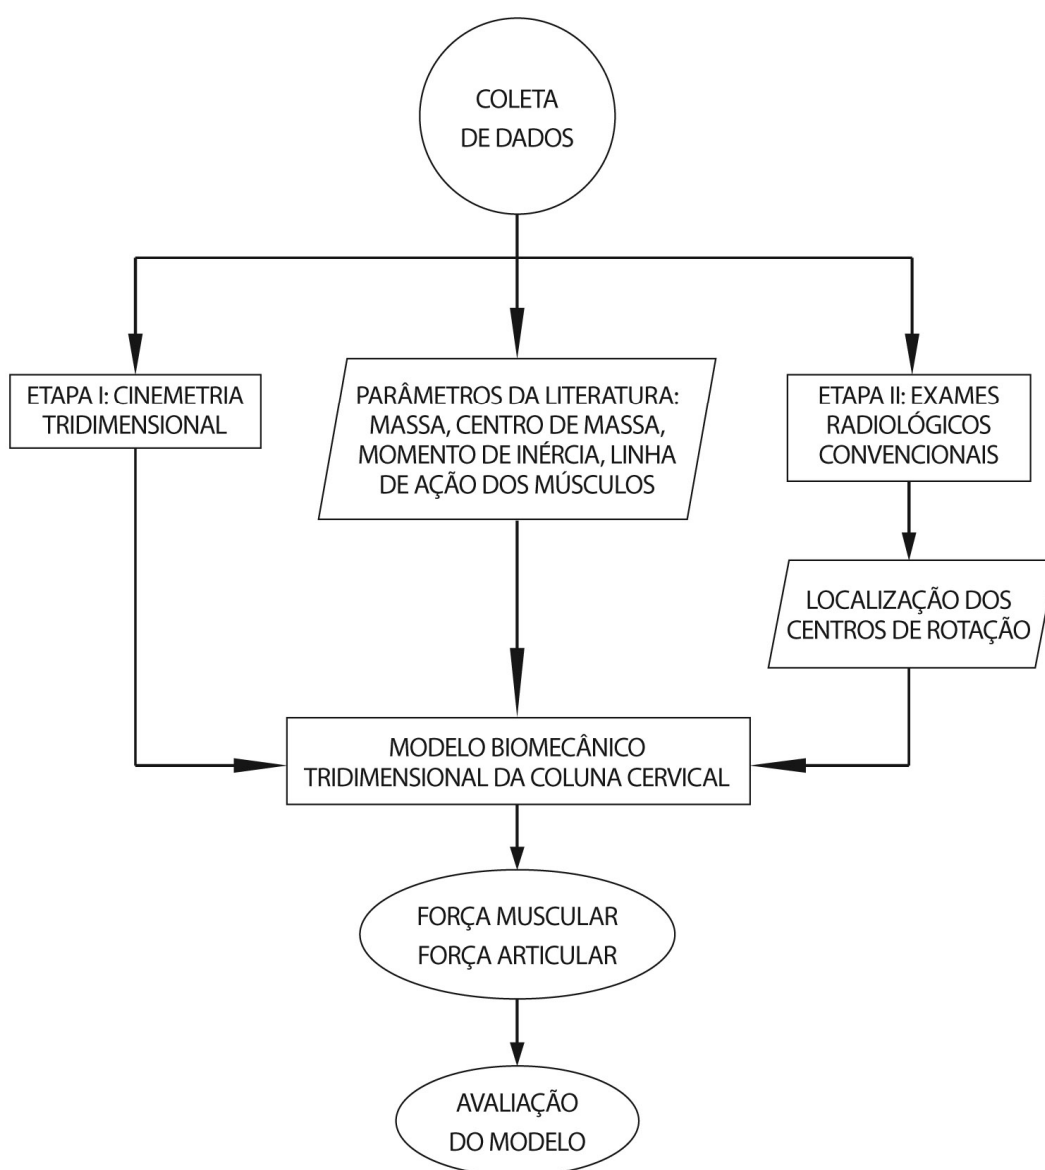 COLETA
DE DADOS
ETAPA I: CINEMETRIA
TRIDIMENSIONAL
PARÂMETROS DA LITERATURA:
MASSA, CENTRO DE MASSA,
MOMENTO DE INÉRCIA, LINHA
DE AÇÃO DOS MÚSCULOS
ETAPA II: EXAMES
RADIOLÓGICOS
CONVENCIONAIS
LOCALIZAÇÃO DOS
CENTROS DE ROTAÇÃO
MODELO BIOMECÂNICO
TRIDIMENSIONAL DA COLUNA CERVICAL
FORÇA MUSCULAR
FORÇA ARTICULAR
AVALIAÇÃO
DO MODELO